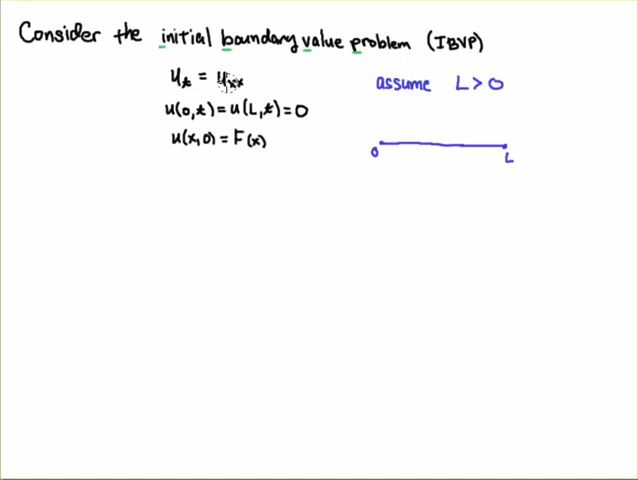 Consider the initial boundary value problem (IBVP)
u_t = u_xx
assume L > 0
u(0,t) = u(L,t) = 0
u(x,0) = F(x)
0 L